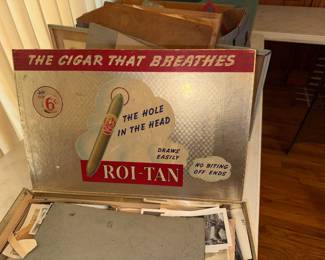 THE CIGAR THAT BREATHES
6¢
THE HOLE
IN THE HEAD
DRAWS
EASILY
NO BITING
OFF ENDS
ROI-TAN